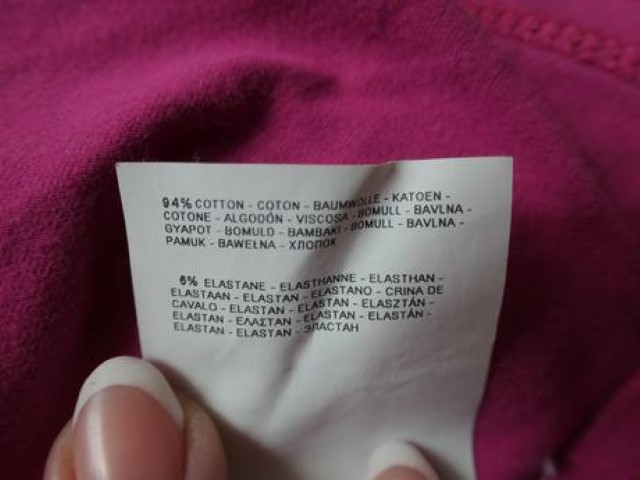 94% COTTON - COTON - BAUMWOLLE - KATOEN -
COTONE - ALGODÓN - VISCOSA - BOMULL - BAVLNA -
GYAPOT - BOMULD - BAMBAKI - BOMULL - BAVLNA -
PAMUK - BAWEŁNA - ХЛОПОК
6% ELASTANE - ELASTHANNE - ELASTHAN -
ELASTAAN - ELASTAN - ELASTANO - CRINA DE
CAVALO - ELASTAN - ELASTAN - ELASZTÁN -
ELASTAN - ΕΛΑΣΤΑΝ - ELASTAN - ELASTÁN -
ELASTAN - ELASTAN - ЭЛАСТАН